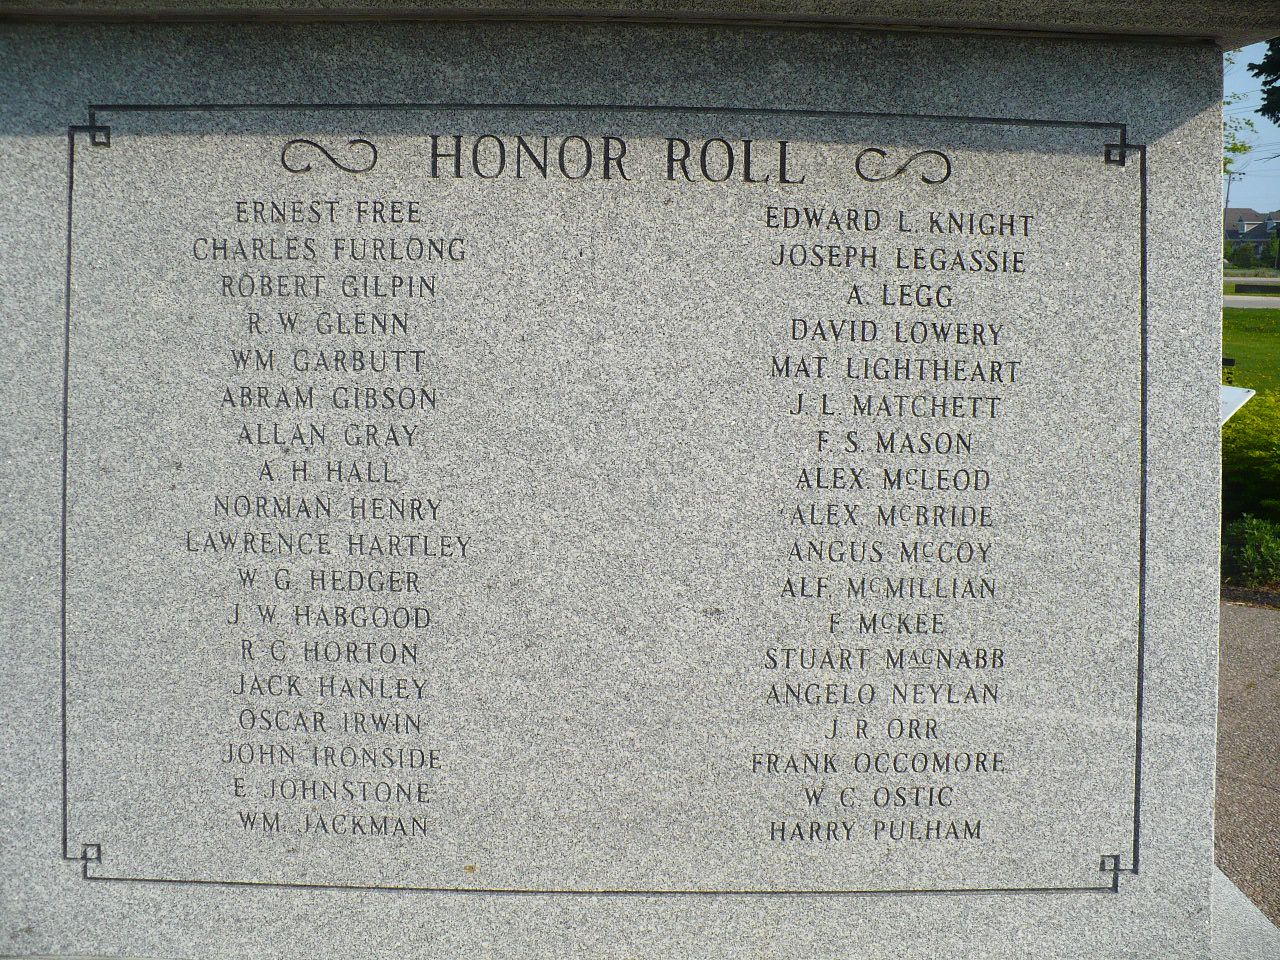 HONOR ROLL
ERNEST FREE
CHARLES FURLONG
ROBERT GILPIN
R. W. GLENN
WM. GARBUTT
ABRAM GIBSON
ALLAN GRAY
A. H. HALL
NORMAN HENRY
LAWRENCE HARTLEY
W. G. HEDGER
J. W. HABGOOD
R. C. HORTON
JACK HANLEY
OSCAR IRWIN
JOHN IRONSIDE
E. JOHNSTONE
WM. JACKMAN
EDWARD L. KNIGHT
JOSEPH LEGASSIE
A. LEGG
DAVID LOWERY
MAT. LIGHTHEART
J. L. MATCHETT
F. S. MASON
ALEX. McLEOD
ALEX McBRIDE
ANGUS McCOY
ALF. McMILLIAN
F. McKEE
STUART MacNABB
ANGELO NEYLAN
J. R. ORR
FRANK OCCOMORE
W. C. OSTIC
HARRY PULHAM